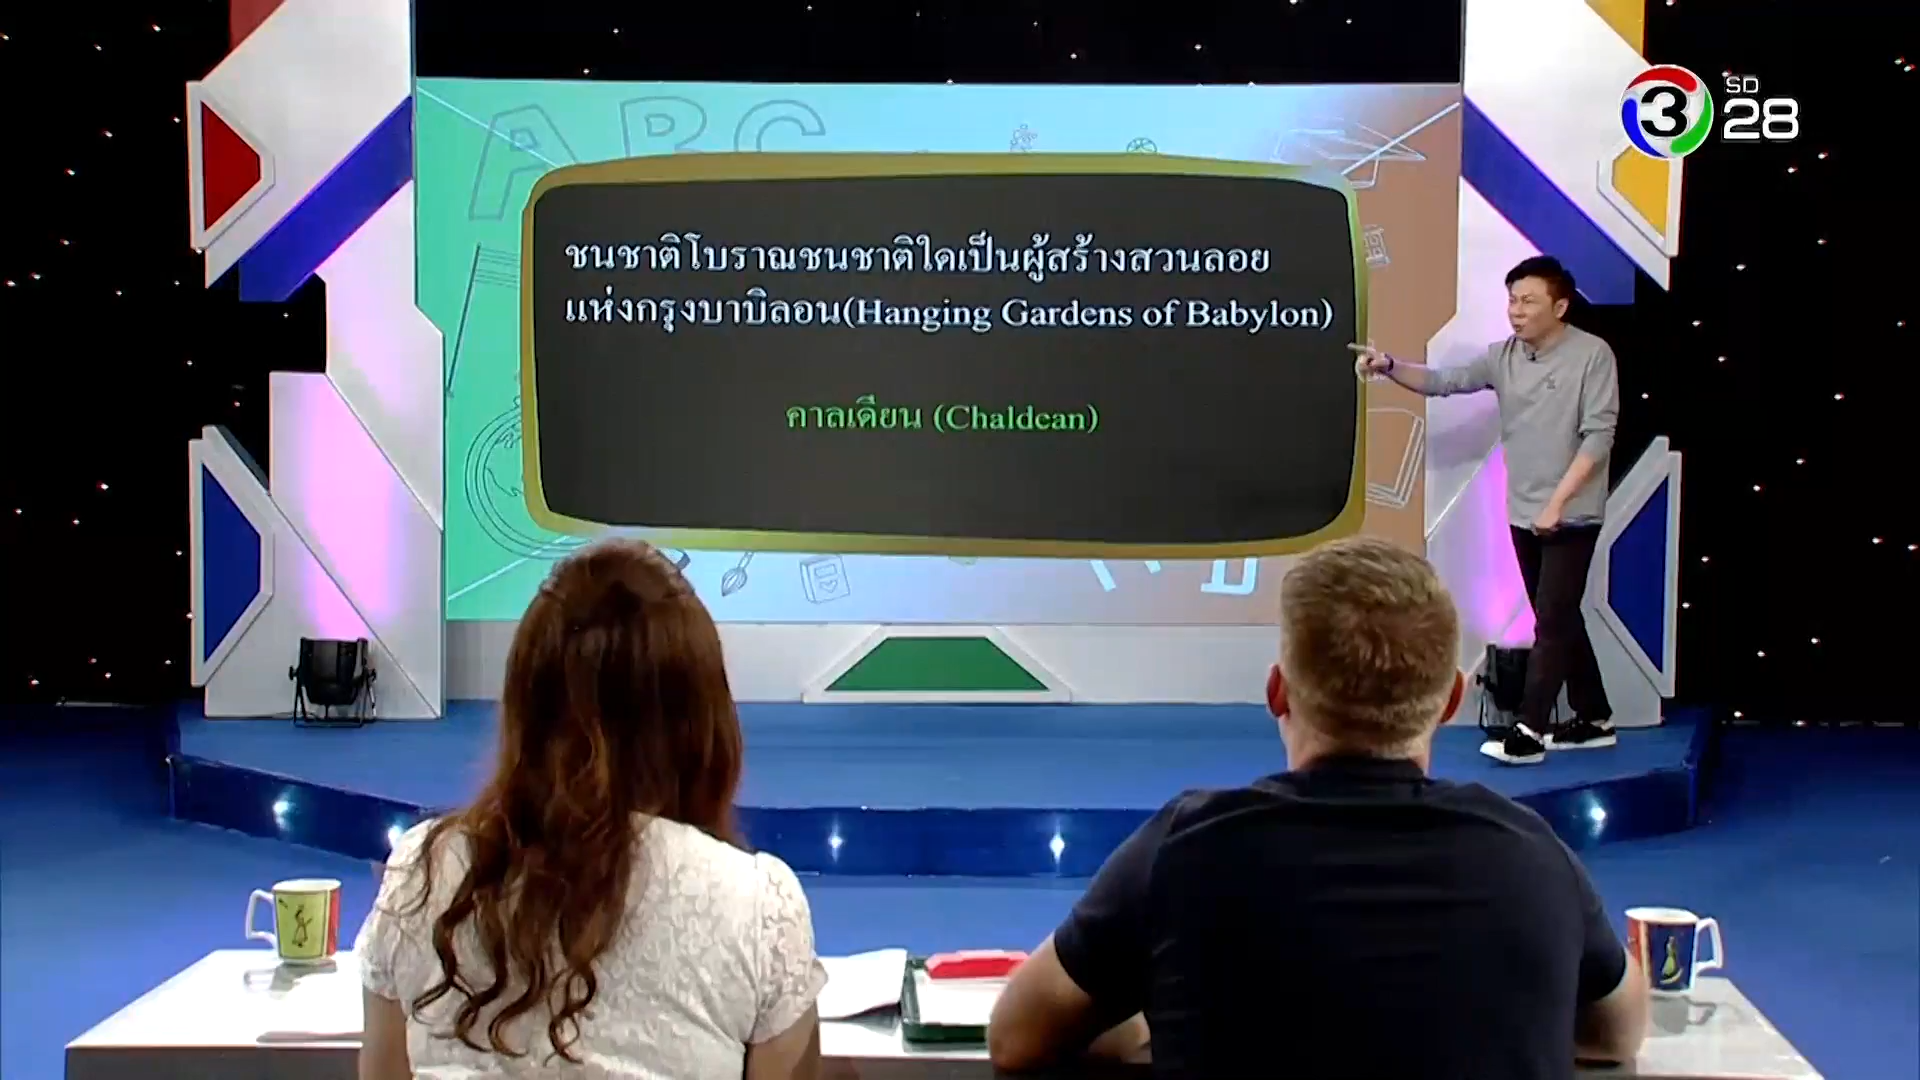 3 SD
28
A B C
ชนชาติโบราณชนชาติใดเป็นผู้สร้างสวนลอย
แห่งกรุงบาบิลอน(Hanging Gardens of Babylon)
คาลเดียน (Chaldean)